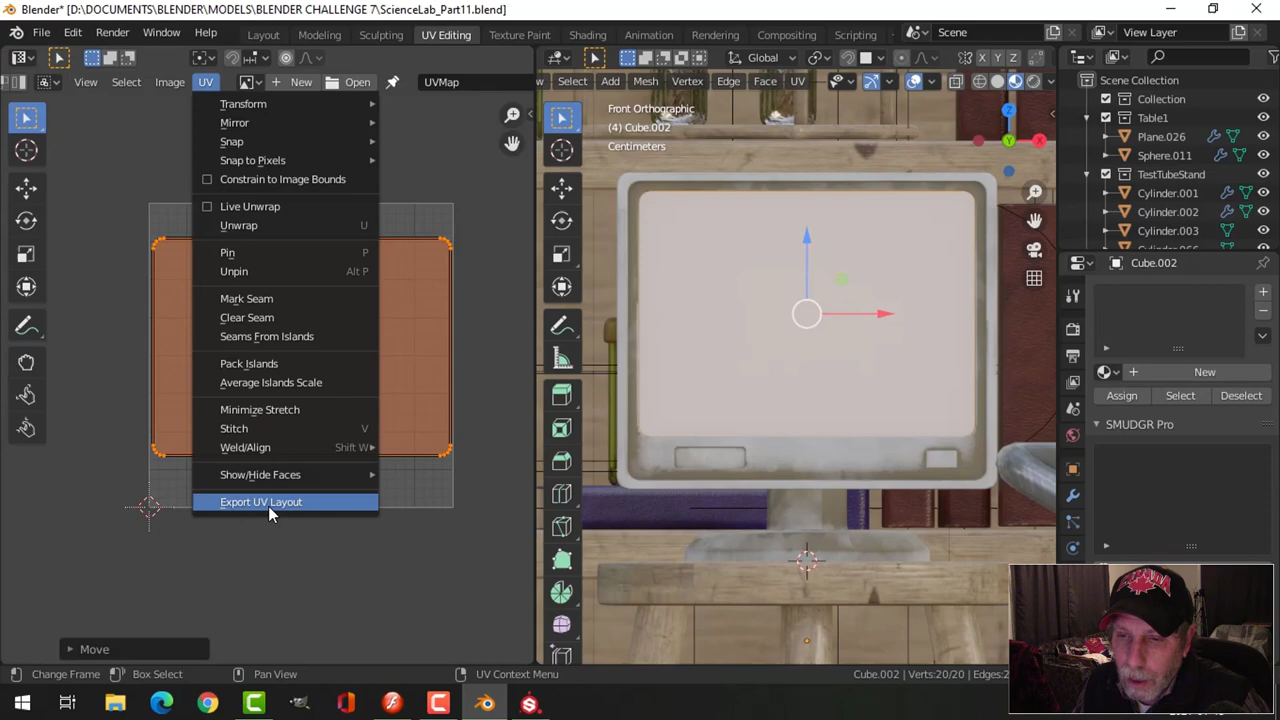 Blender* [D:\DOCUMENTS\BLENDER\MODELS\BLENDER CHALLENGE 7\ScienceLab_Part11.blend]
File Edit Render Window Help Layout Modeling Sculpting UV Editing Texture Paint Shading Animation Rendering Compositing Scripting Scene View Layer
Global X Y Z
View Select Image UV New Open UVMap Select Add Mesh Vertex Edge Face UV
Transform
Mirror
Snap
Snap to Pixels
Constrain to Image Bounds
Live Unwrap
Unwrap U
Pin P
Unpin Alt P
Mark Seam
Clear Seam
Seams From Islands
Pack Islands
Average Islands Scale
Minimize Stretch
Stitch V
Weld/Align Shift W
Show/Hide Faces
Export UV Layout
Move
Front Orthographic
(4) Cube.002
Centimeters
Z
X
Y
Scene Collection
Collection
Table1
Plane.026
Sphere.011
TestTubeStand
Cylinder.001
Cylinder.002
Cylinder.003
Cube.002
New
Assign Select Deselect
SMUDGR Pro
CANADA
Change Frame Box Select Pan View UV Context Menu Cube.002 | Verts:20/20 | Edges:2